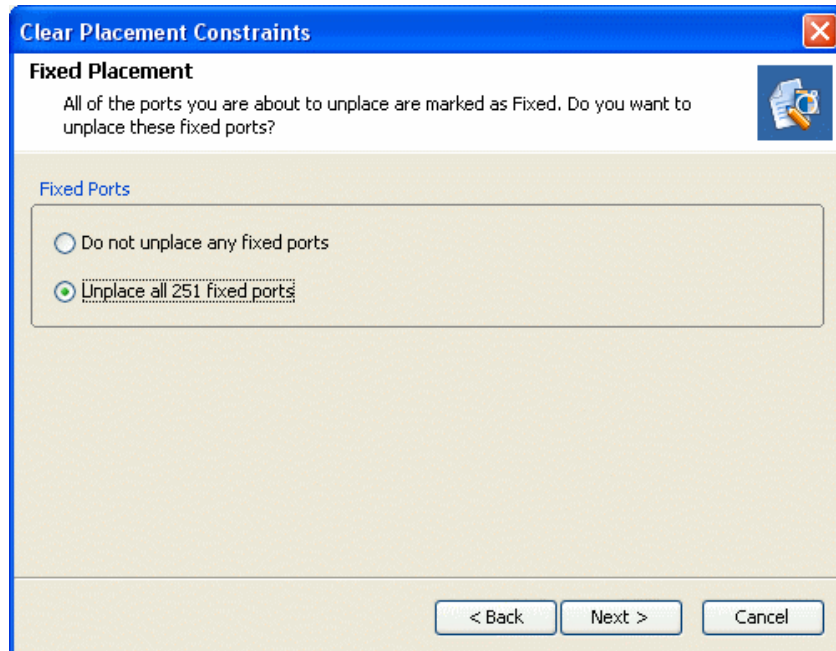 Clear Placement Constraints
Fixed Placement
All of the ports you are about to unplace are marked as Fixed. Do you want to
unplace these fixed ports?
Fixed Ports
Do not unplace any fixed ports
Unplace all 251 fixed ports
< Back
Next >
Cancel